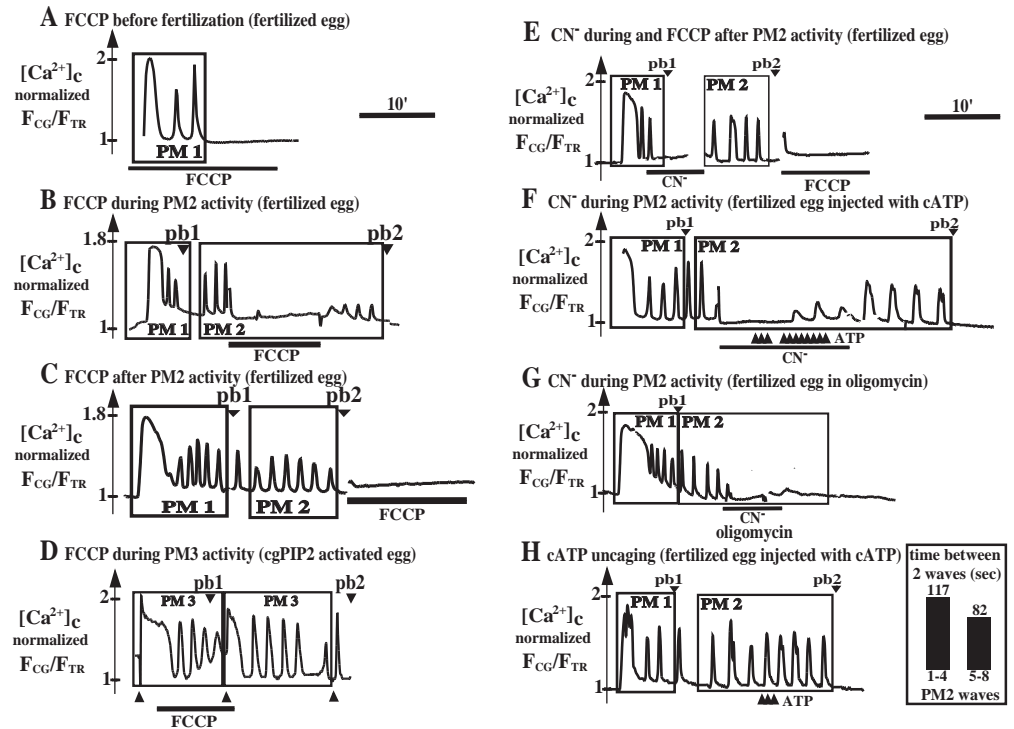 A FCCP before fertilization (fertilized egg)
2
[Ca²⁺]c
normalized
FCG/FTR
1
PM 1
10'
FCCP
B FCCP during PM2 activity (fertilized egg)
1.8
pb1
pb2
[Ca²⁺]c
normalized
FCG/FTR
1
PM 1
PM 2
FCCP
C FCCP after PM2 activity (fertilized egg)
1.8
pb1
pb2
[Ca²⁺]c
normalized
FCG/FTR
1
PM 1
PM 2
FCCP
D FCCP during PM3 activity (cgPIP2 activated egg)
2
pb1
pb2
PM 3
PM 3
[Ca²⁺]c
normalized
FCG/FTR
1
FCCP
E CN⁻ during and FCCP after PM2 activity (fertilized egg)
2
pb1
pb2
PM 1
PM 2
[Ca²⁺]c
normalized
FCG/FTR
1
10'
CN⁻
FCCP
F CN⁻ during PM2 activity (fertilized egg injected with cATP)
2
pb1
pb2
PM 1
PM 2
[Ca²⁺]c
normalized
FCG/FTR
1
ATP
CN⁻
G CN⁻ during PM2 activity (fertilized egg in oligomycin)
2
pb1
PM 1
PM 2
[Ca²⁺]c
normalized
FCG/FTR
1
CN⁻
oligomycin
H cATP uncaging (fertilized egg injected with cATP)
2
pb1
pb2
PM 1
PM 2
[Ca²⁺]c
normalized
FCG/FTR
1
ATP
time between
2 waves (sec)
117
82
1-4 5-8
PM2 waves